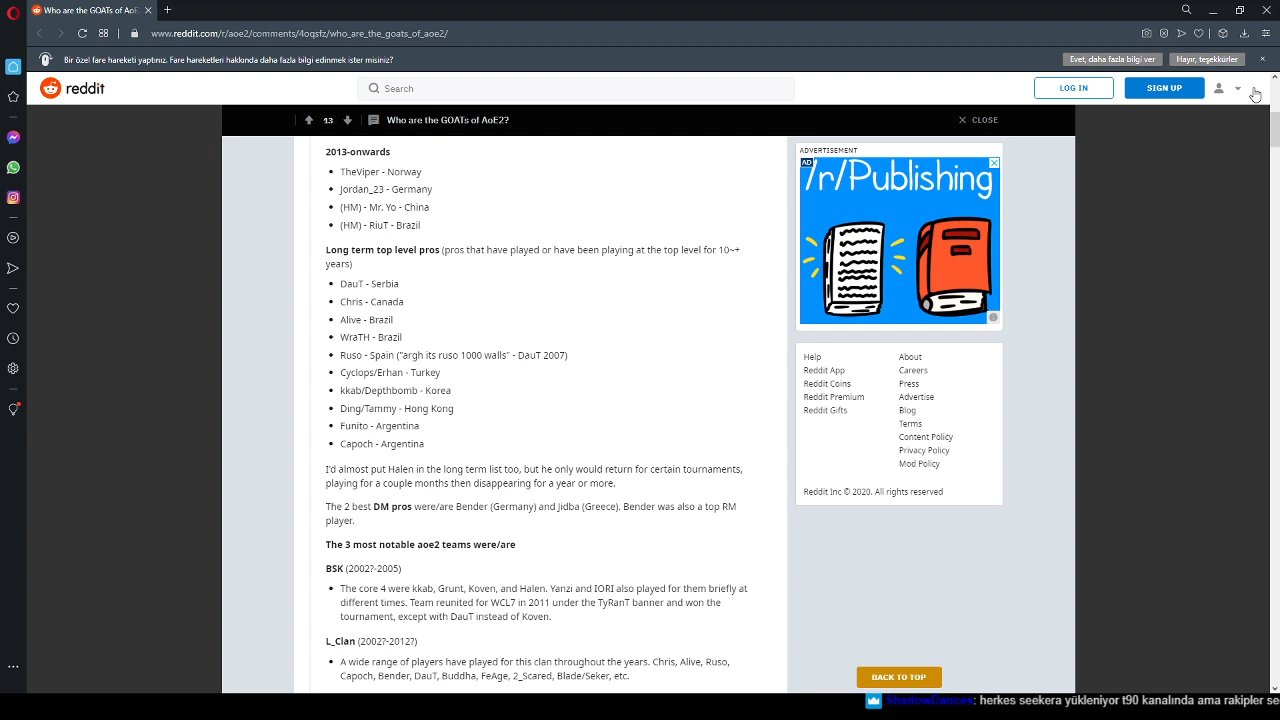 Who are the GOATs of AoE2?
www.reddit.com/r/aoe2/comments/4oqsfz/who_are_the_goats_of_aoe2/
Bir özel fare hareketi yaptınız. Fare hareketleri hakkında daha fazla bilgi edinmek ister misiniz?
Evet, daha fazla bilgi ver
Hayır, teşekkürler
reddit
Search
LOG IN
SIGN UP
13
Who are the GOATs of AoE2?
CLOSE
2013-onwards
TheViper - Norway
Jordan_23 - Germany
(HM) - Mr. Yo - China
(HM) - RiuT - Brazil
Long term top level pros (pros that have played or have been playing at the top level for 10~+
years)
DauT - Serbia
Chris - Canada
Alive - Brazil
WraTH - Brazil
Ruso - Spain ("argh its ruso 1000 walls" - DauT 2007)
Cyclops/Erhan - Turkey
kkab/Depthbomb - Korea
Ding/Tammy - Hong Kong
Funito - Argentina
Capoch - Argentina
I'd almost put Halen in the long term list too, but he only would return for certain tournaments,
playing for a couple months then disappearing for a year or more.
The 2 best DM pros were/are Bender (Germany) and Jidba (Greece). Bender was also a top RM
player.
The 3 most notable aoe2 teams were/are
BSK (2002?-2005)
The core 4 were kkab, Grunt, Koven, and Halen. Yanzi and IORI also played for them briefly at
different times. Team reunited for WCL7 in 2011 under the TyRanT banner and won the
tournament, except with DauT instead of Koven.
L_Clan (2002?-2012?)
A wide range of players have played for this clan throughout the years. Chris, Alive, Ruso,
Capoch, Bender, DauT, Buddha, FeAge, 2_Scared, Blade/Seker, etc.
ADVERTISEMENT
AD
/r/Publishing
Help
Reddit App
Reddit Coins
Reddit Premium
Reddit Gifts
About
Careers
Press
Advertise
Blog
Terms
Content Policy
Privacy Policy
Mod Policy
Reddit Inc © 2020. All rights reserved
BACK TO TOP
: herkes seekera yükleniyor t90 kanalında ama rakipler se